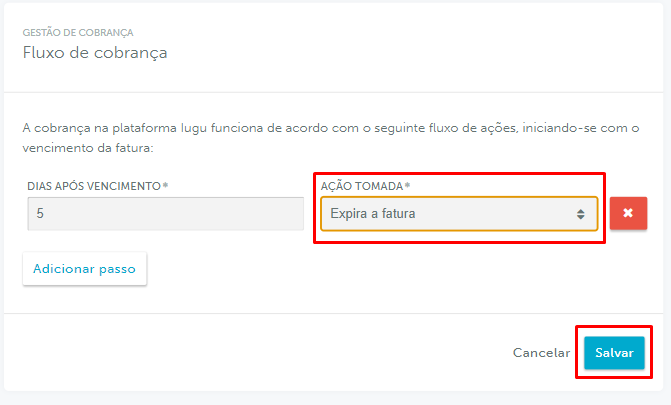 GESTÃO DE COBRANÇA
Fluxo de cobrança
A cobrança na plataforma Iugu funciona de acordo com o seguinte fluxo de ações, iniciando-se com o
vencimento da fatura:
DIAS APÓS VENCIMENTO* AÇÃO TOMADA*
5 Expira a fatura
Adicionar passo
Cancelar Salvar